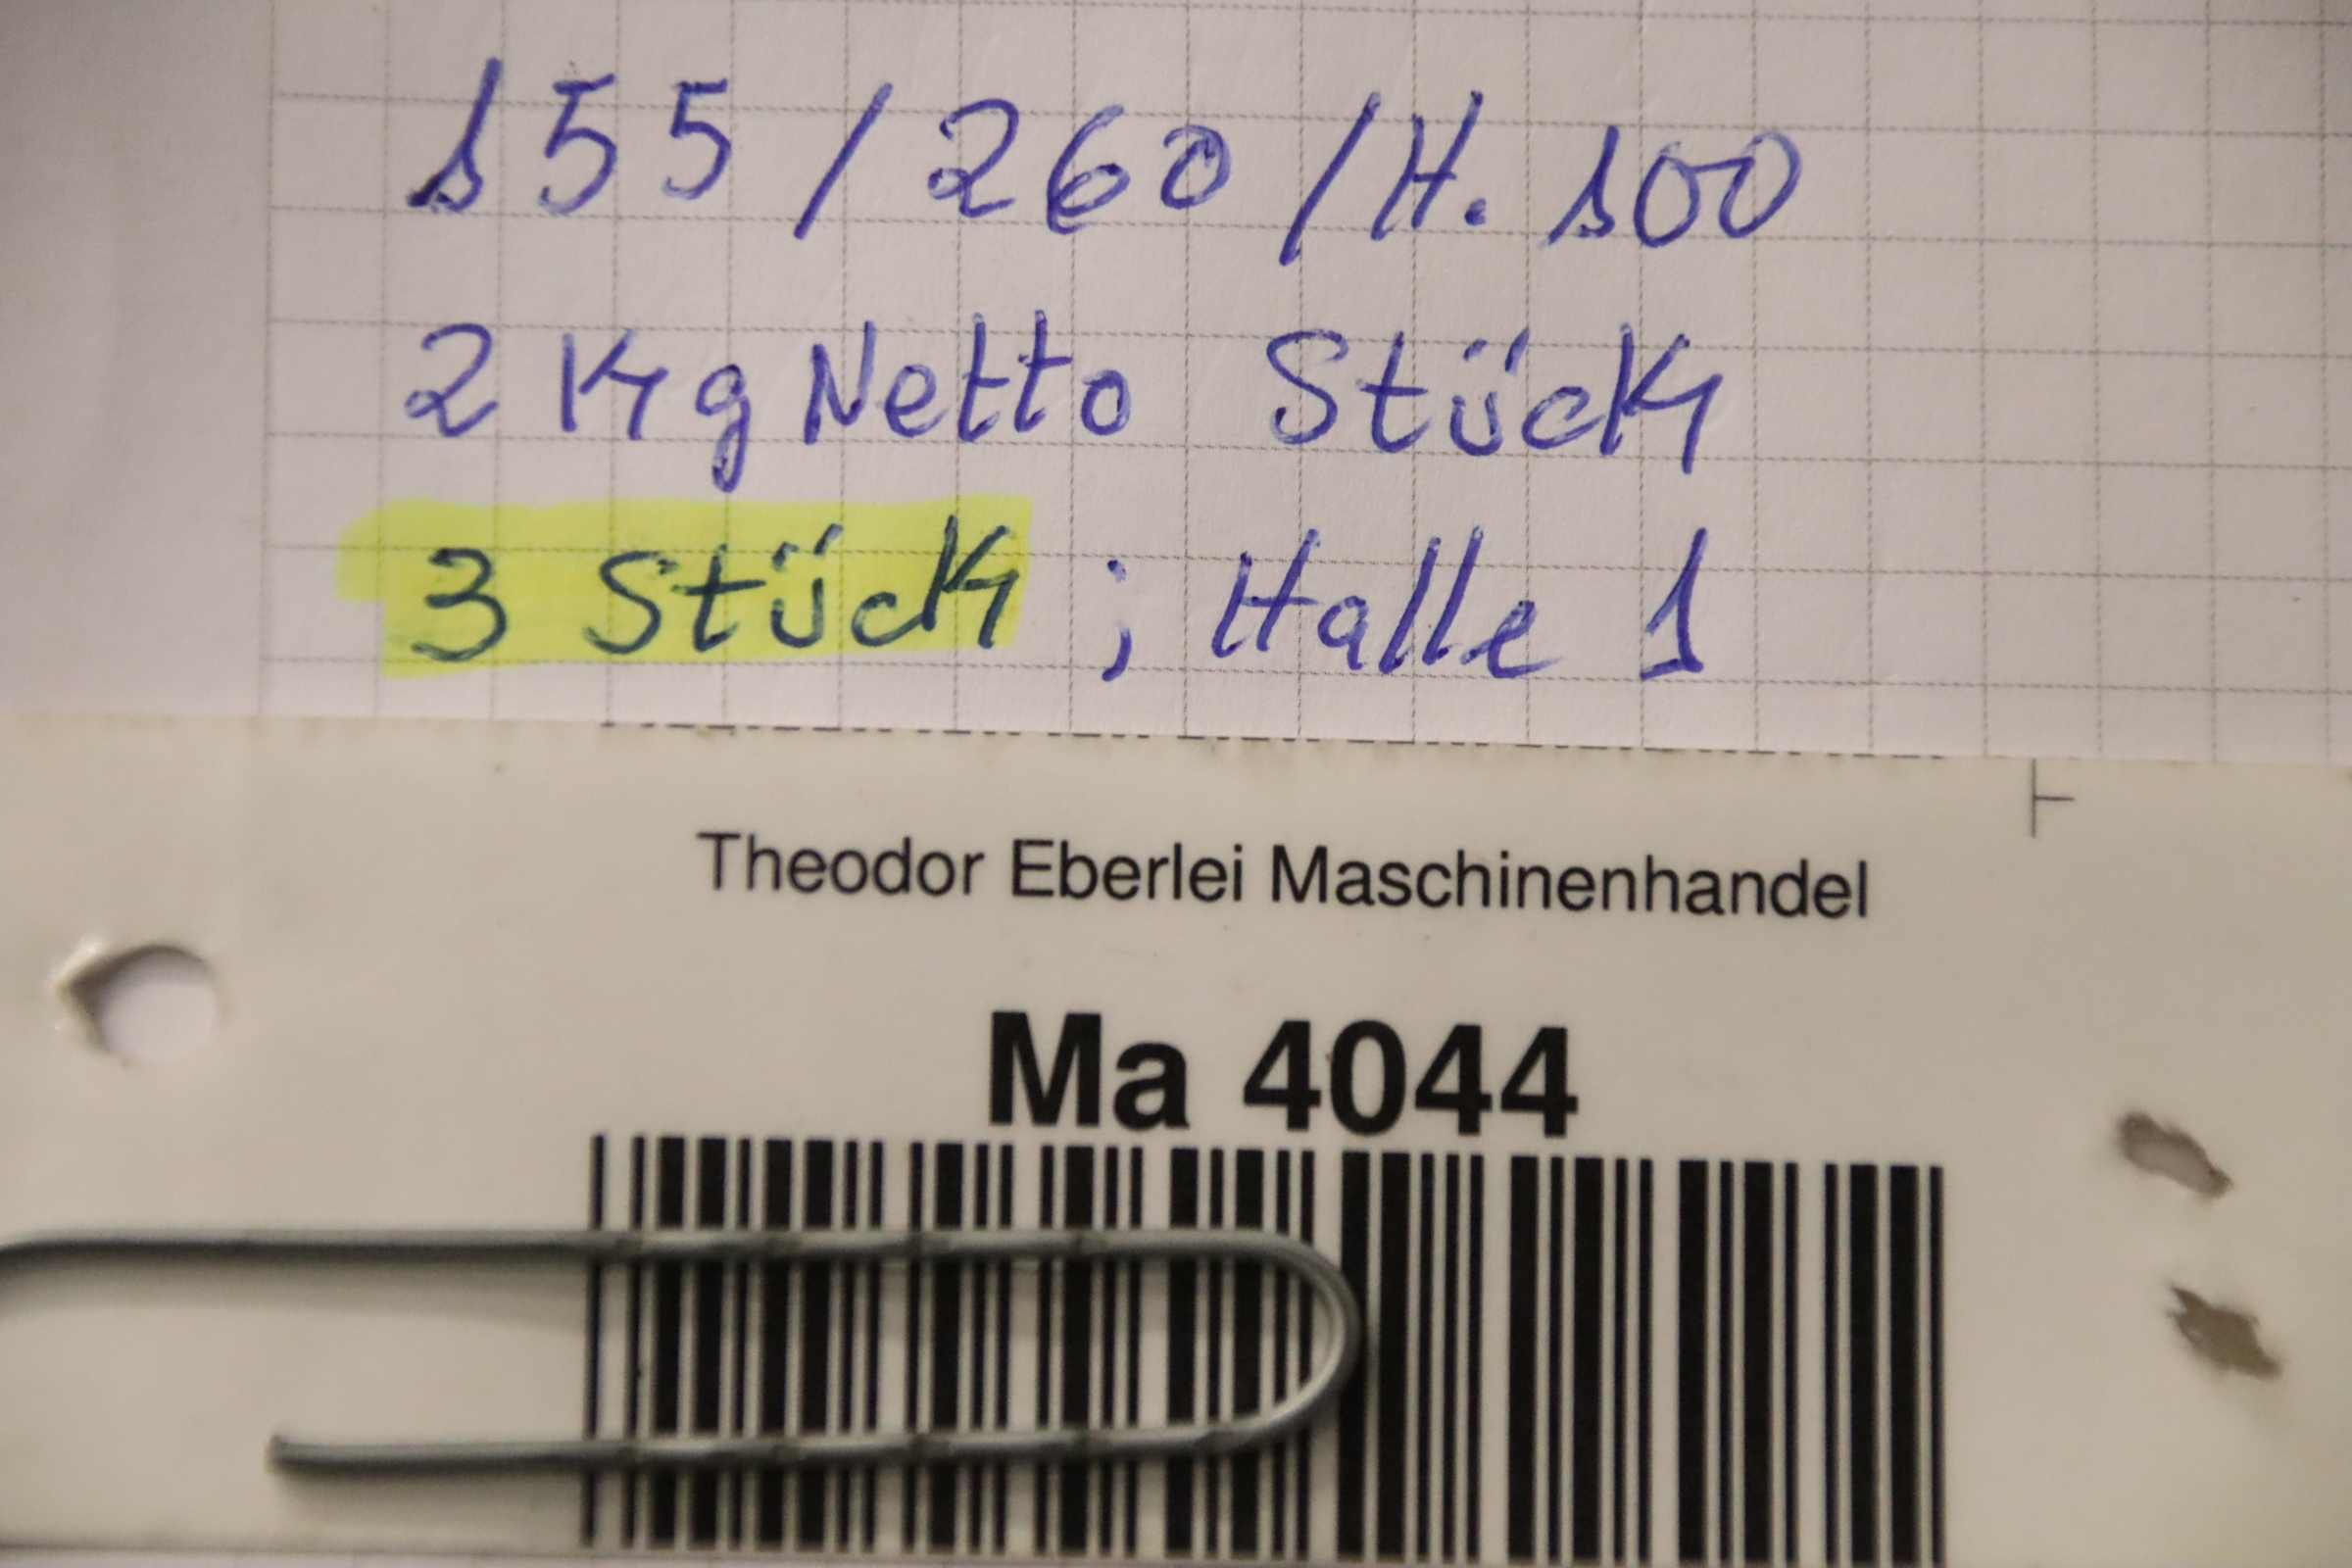 155 / 260 / H. 100
2 Kg Netto Stück
3 Stück ; Halle 1
Theodor Eberlei Maschinenhandel
Ma 4044